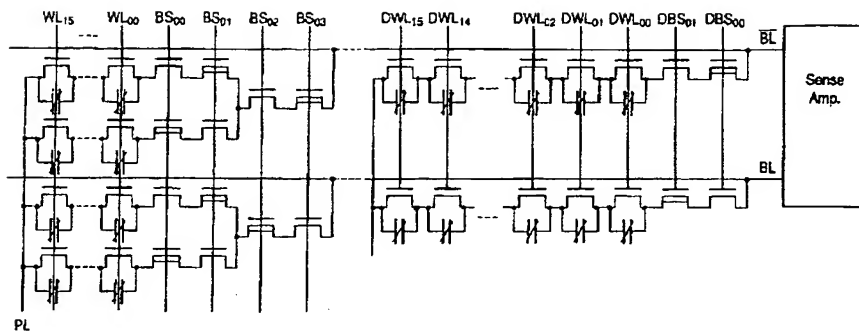 WL15 WL00 BS00 BS01 BS02 BS03 DWL15 DWL14 DWL02 DWL01 DWL00 DBS01 DBS00
BL
Sense
Amp.
BL
PL